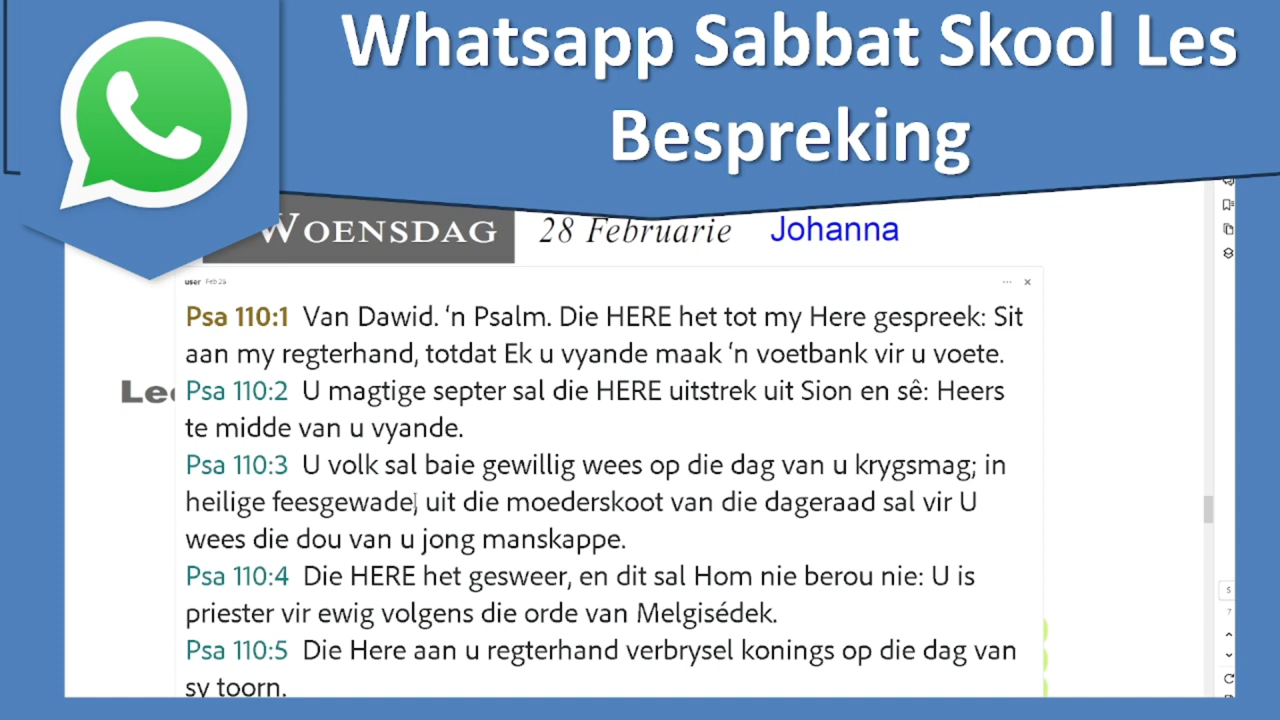 Whatsapp Sabbat Skool Les
Bespreking
WOENSDAG 28 Februarie Johanna
user Feb 28
Psa 110:1 Van Dawid. ‘n Psalm. Die HERE het tot my Here gespreek: Sit
aan my regterhand, totdat Ek u vyande maak ‘n voetbank vir u voete.
Psa 110:2 U magtige septer sal die HERE uitstrek uit Sion en sê: Heers
te midde van u vyande.
Psa 110:3 U volk sal baie gewillig wees op die dag van u krygsmag; in
heilige feesgewade, uit die moederskoot van die dageraad sal vir U
wees die dou van u jong manskappe.
Psa 110:4 Die HERE het gesweer, en dit sal Hom nie berou nie: U is
priester vir ewig volgens die orde van Melgisédek.
Psa 110:5 Die Here aan u regterhand verbrysel konings op die dag van
sy toorn.
5
7